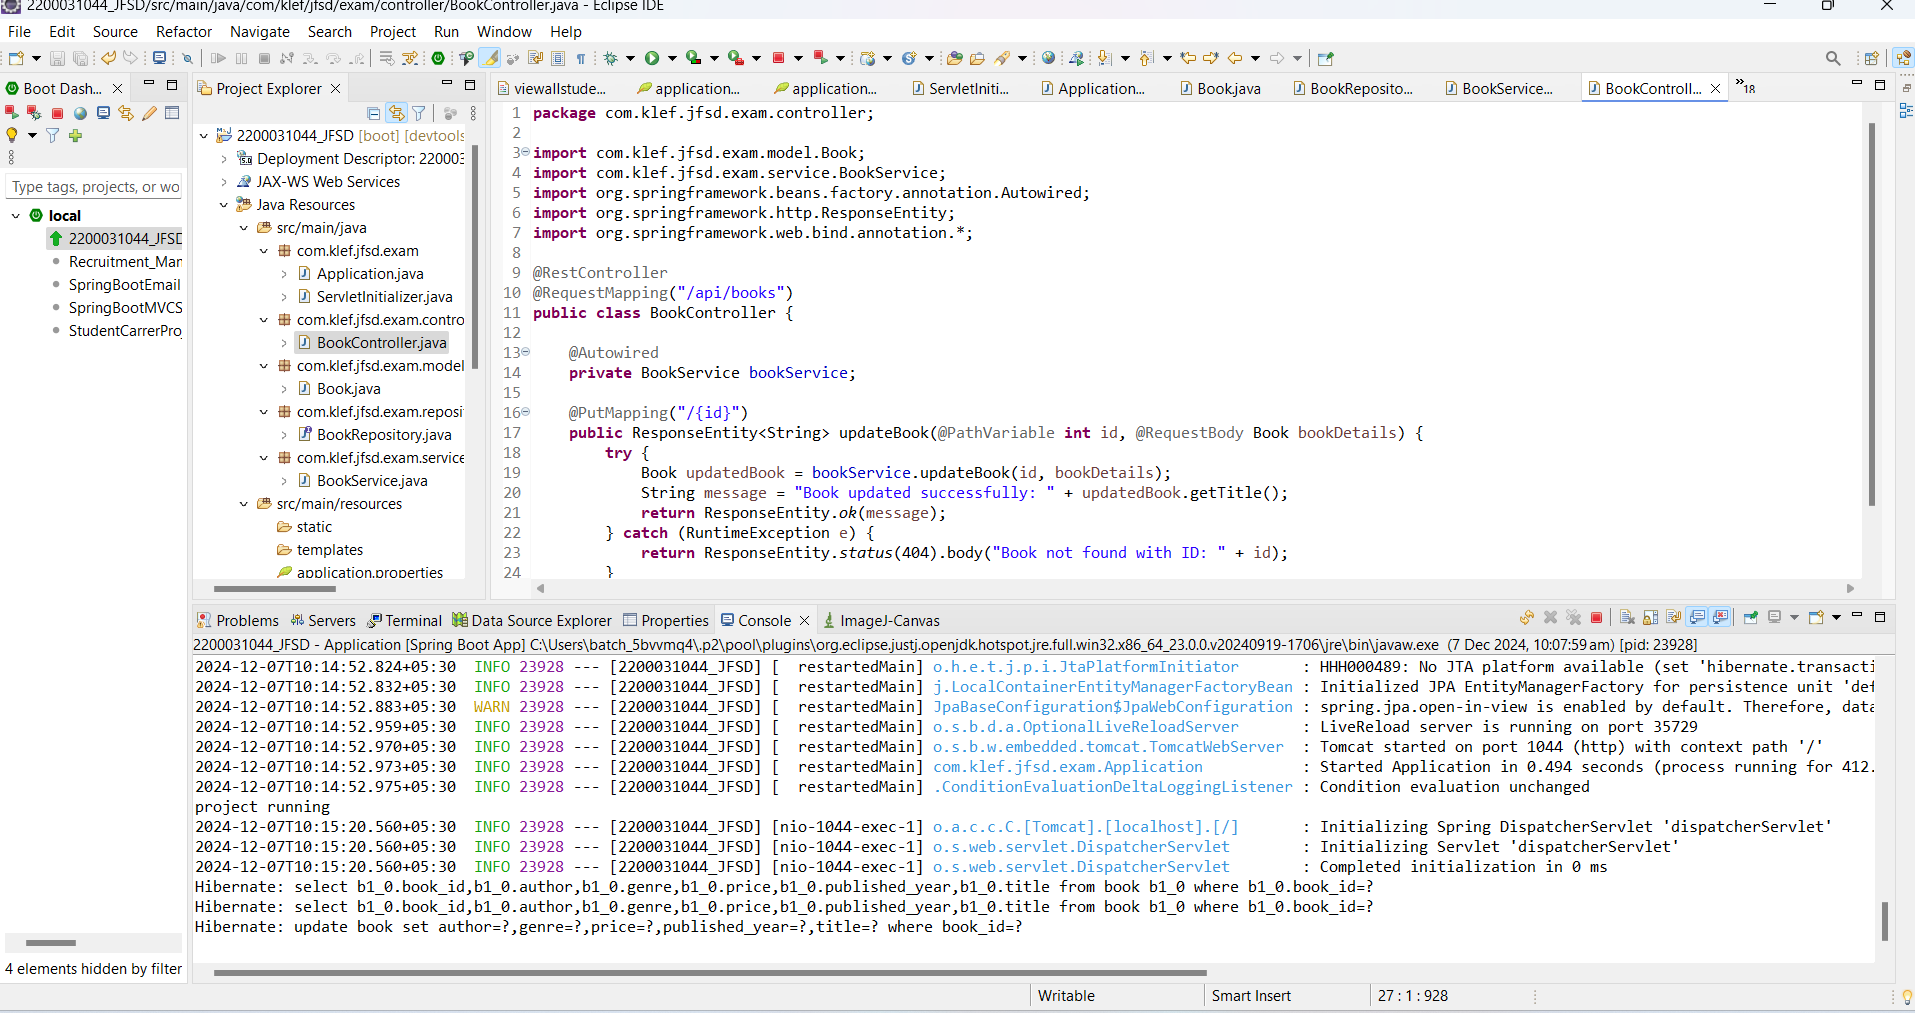 2200031044_JFSD/src/main/java/com/klef/jfsd/exam/controller/BookController.java - Eclipse IDE
File Edit Source Refactor Navigate Search Project Run Window Help
Boot Dash...
Type tags, projects, or wo
local
2200031044_JFSD
Recruitment_Mar
SpringBootEmail
SpringBootMVCS
StudentCarrerPro
4 elements hidden by filter
Project Explorer
2200031044_JFSD [boot] [devtools
Deployment Descriptor: 220003
JAX-WS Web Services
Java Resources
src/main/java
com.klef.jfsd.exam
Application.java
ServletInitializer.java
com.klef.jfsd.exam.contro
BookController.java
com.klef.jfsd.exam.model
Book.java
com.klef.jfsd.exam.reposi
BookRepository.java
com.klef.jfsd.exam.service
BookService.java
src/main/resources
static
templates
application.properties
viewallstude... application... application... ServletIniti... Application... Book.java BookReposito... BookService... BookControll... »18
1 package com.klef.jfsd.exam.controller;
2
3 import com.klef.jfsd.exam.model.Book;
4 import com.klef.jfsd.exam.service.BookService;
5 import org.springframework.beans.factory.annotation.Autowired;
6 import org.springframework.http.ResponseEntity;
7 import org.springframework.web.bind.annotation.*;
8
9 @RestController
10 @RequestMapping("/api/books")
11 public class BookController {
12
13 @Autowired
14 private BookService bookService;
15
16 @PutMapping("/{id}")
17 public ResponseEntity<String> updateBook(@PathVariable int id, @RequestBody Book bookDetails) {
18 try {
19 Book updatedBook = bookService.updateBook(id, bookDetails);
20 String message = "Book updated successfully: " + updatedBook.getTitle();
21 return ResponseEntity.ok(message);
22 } catch (RuntimeException e) {
23 return ResponseEntity.status(404).body("Book not found with ID: " + id);
24 }
Problems Servers Terminal Data Source Explorer Properties Console ImageJ-Canvas
2200031044_JFSD - Application [Spring Boot App] C:\Users\batch_5bvvmq4\.p2\pool\plugins\org.eclipse.justj.openjdk.hotspot.jre.full.win32.x86_64_23.0.0.v20240919-1706\jre\bin\javaw.exe (7 Dec 2024, 10:07:59 am) [pid: 23928]
2024-12-07T10:14:52.824+05:30 INFO 23928 --- [2200031044_JFSD] [ restartedMain] o.h.e.t.j.p.i.JtaPlatformInitiator : HHH000489: No JTA platform available (set 'hibernate.transacti
2024-12-07T10:14:52.832+05:30 INFO 23928 --- [2200031044_JFSD] [ restartedMain] j.LocalContainerEntityManagerFactoryBean : Initialized JPA EntityManagerFactory for persistence unit 'def
2024-12-07T10:14:52.883+05:30 WARN 23928 --- [2200031044_JFSD] [ restartedMain] JpaBaseConfiguration$JpaWebConfiguration : spring.jpa.open-in-view is enabled by default. Therefore, data
2024-12-07T10:14:52.959+05:30 INFO 23928 --- [2200031044_JFSD] [ restartedMain] o.s.b.d.a.OptionalLiveReloadServer : LiveReload server is running on port 35729
2024-12-07T10:14:52.970+05:30 INFO 23928 --- [2200031044_JFSD] [ restartedMain] o.s.b.w.embedded.tomcat.TomcatWebServer : Tomcat started on port 1044 (http) with context path '/'
2024-12-07T10:14:52.973+05:30 INFO 23928 --- [2200031044_JFSD] [ restartedMain] com.klef.jfsd.exam.Application : Started Application in 0.494 seconds (process running for 412.
2024-12-07T10:14:52.975+05:30 INFO 23928 --- [2200031044_JFSD] [ restartedMain] .ConditionEvaluationDeltaLoggingListener : Condition evaluation unchanged
project running
2024-12-07T10:15:20.560+05:30 INFO 23928 --- [2200031044_JFSD] [nio-1044-exec-1] o.a.c.c.C.[Tomcat].[localhost].[/] : Initializing Spring DispatcherServlet 'dispatcherServlet'
2024-12-07T10:15:20.560+05:30 INFO 23928 --- [2200031044_JFSD] [nio-1044-exec-1] o.s.web.servlet.DispatcherServlet : Initializing Servlet 'dispatcherServlet'
2024-12-07T10:15:20.560+05:30 INFO 23928 --- [2200031044_JFSD] [nio-1044-exec-1] o.s.web.servlet.DispatcherServlet : Completed initialization in 0 ms
Hibernate: select b1_0.book_id,b1_0.author,b1_0.genre,b1_0.price,b1_0.published_year,b1_0.title from book b1_0 where b1_0.book_id=?
Hibernate: select b1_0.book_id,b1_0.author,b1_0.genre,b1_0.price,b1_0.published_year,b1_0.title from book b1_0 where b1_0.book_id=?
Hibernate: update book set author=?,genre=?,price=?,published_year=?,title=? where book_id=?
Writable Smart Insert 27 : 1 : 928